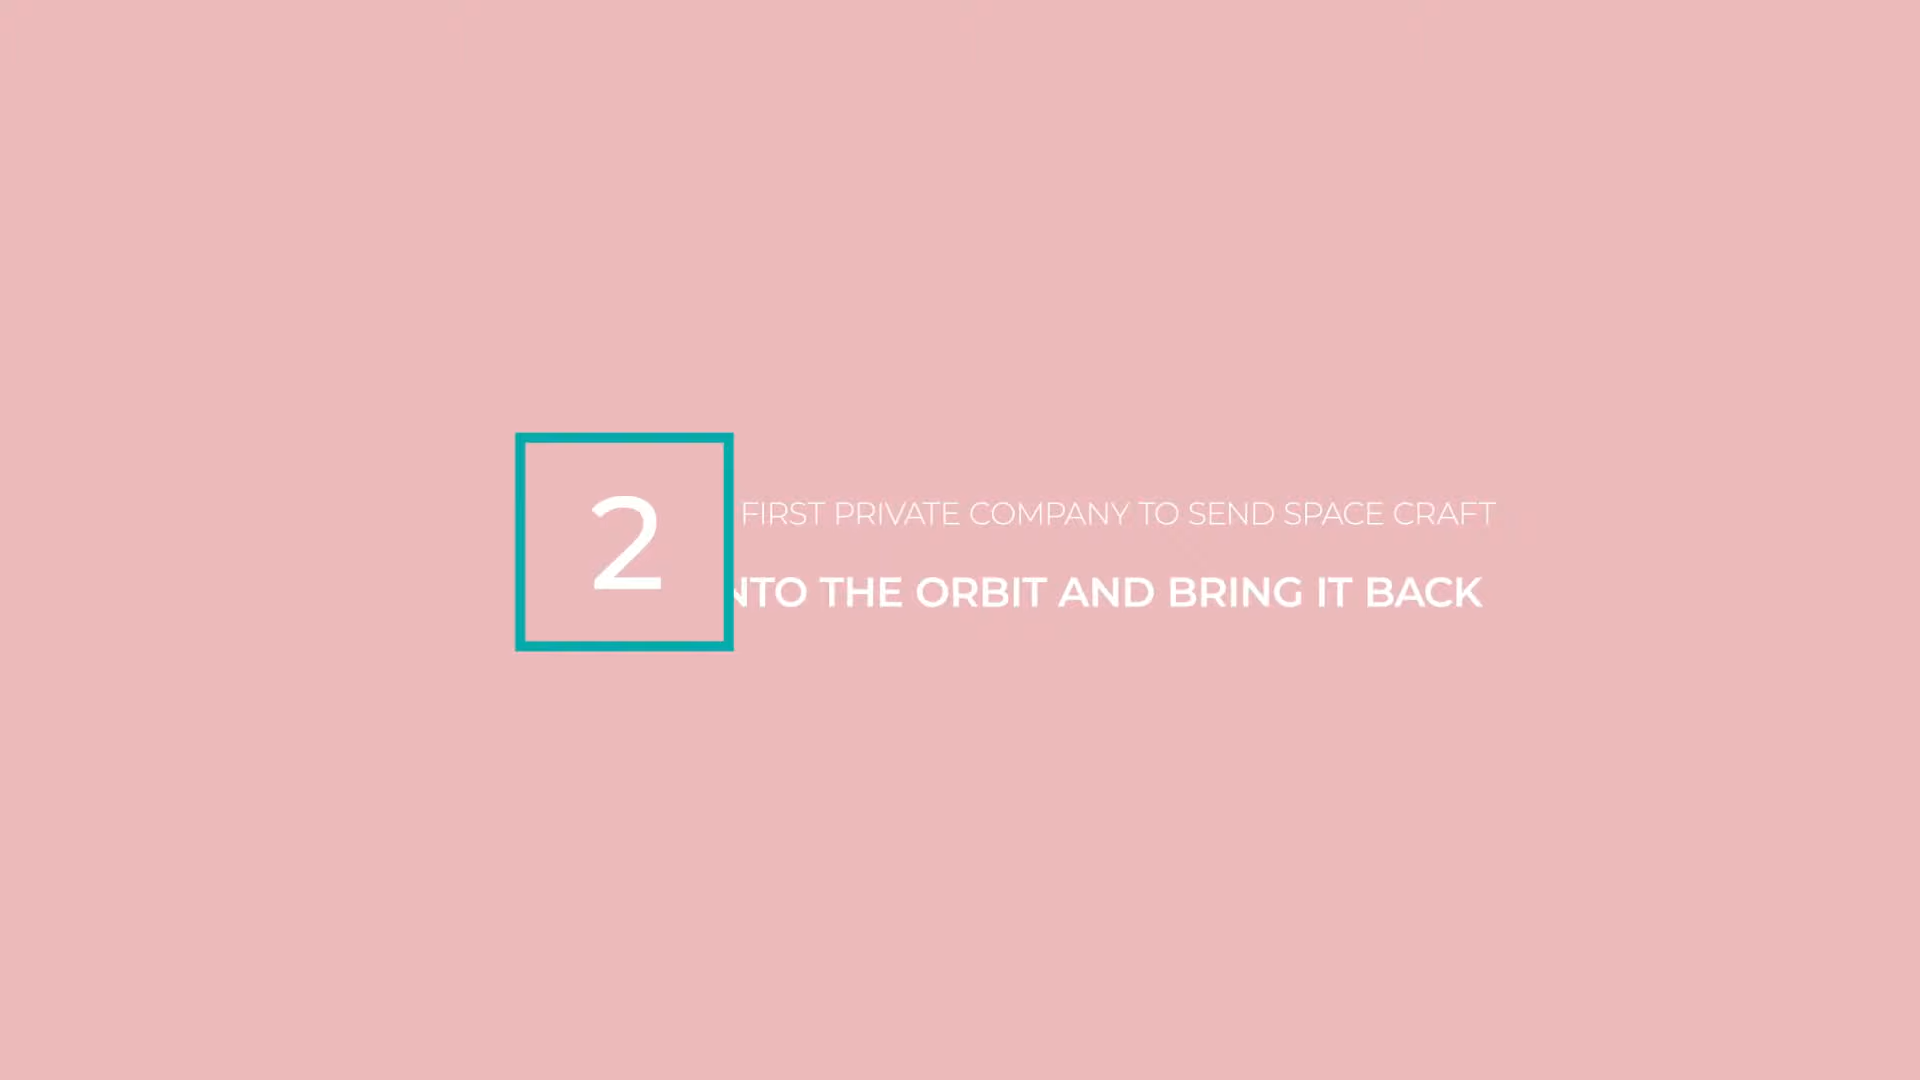 2
FIRST PRIVATE COMPANY TO SEND SPACE CRAFT
NTO THE ORBIT AND BRING IT BACK